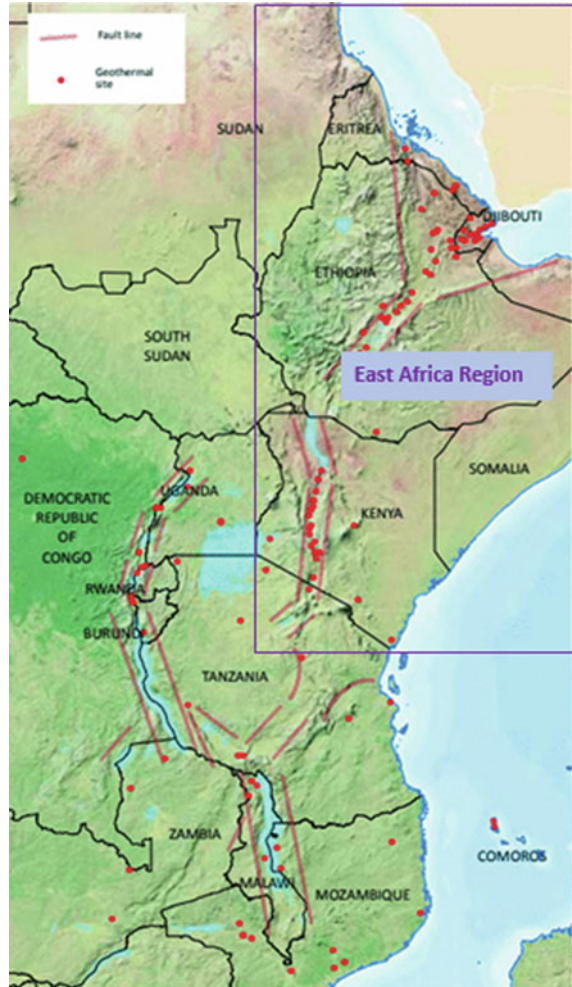 Fault line
Geothermal
site
SUDAN
ERITREA
DJIBOUTI
ETHIOPIA
SOUTH
SUDAN
East Africa Region
SOMALIA
UGANDA
DEMOCRATIC
REPUBLIC
OF
CONGO
KENYA
RWANDA
BURUNDI
TANZANIA
ZAMBIA
COMOROS
MALAWI
MOZAMBIQUE